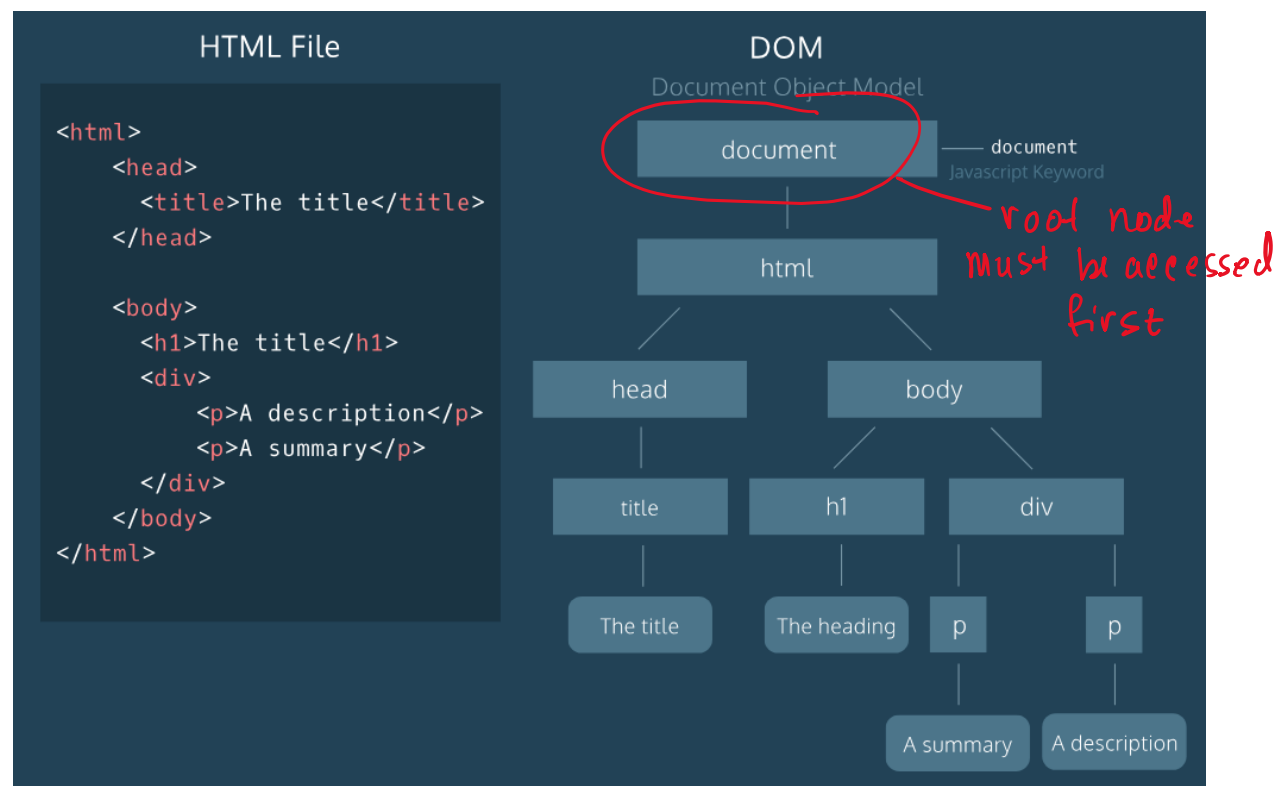 HTML File
<html>
<head>
<title>The title</title>
</head>
<body>
<h1>The title</h1>
<div>
<p>A description</p>
<p>A summary</p>
</div>
</body>
</html>
DOM
Document Object Model
document
document
Javascript Keyword
root node
must be accessed
first
html
head
body
title
h1
div
The title
The heading
p
p
A summary
A description